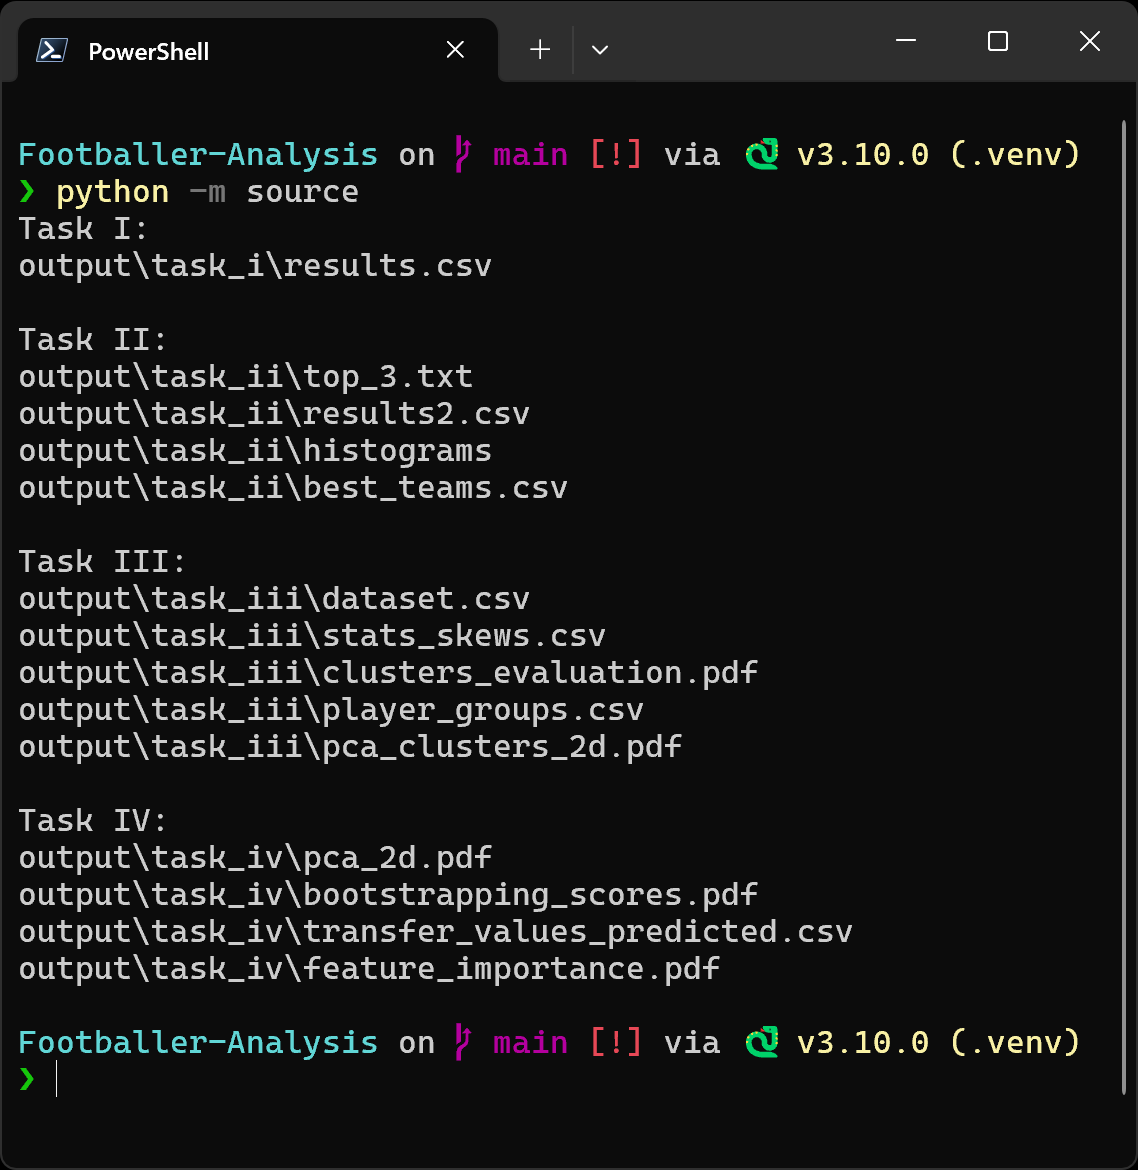 PowerShell
Footballer-Analysis on main [!] via v3.10.0 (.venv)
❯ python -m source
Task I:
output\task_i\results.csv
Task II:
output\task_ii\top_3.txt
output\task_ii\results2.csv
output\task_ii\histograms
output\task_ii\best_teams.csv
Task III:
output\task_iii\dataset.csv
output\task_iii\stats_skews.csv
output\task_iii\clusters_evaluation.pdf
output\task_iii\player_groups.csv
output\task_iii\pca_clusters_2d.pdf
Task IV:
output\task_iv\pca_2d.pdf
output\task_iv\bootstrapping_scores.pdf
output\task_iv\transfer_values_predicted.csv
output\task_iv\feature_importance.pdf
Footballer-Analysis on main [!] via v3.10.0 (.venv)
❯